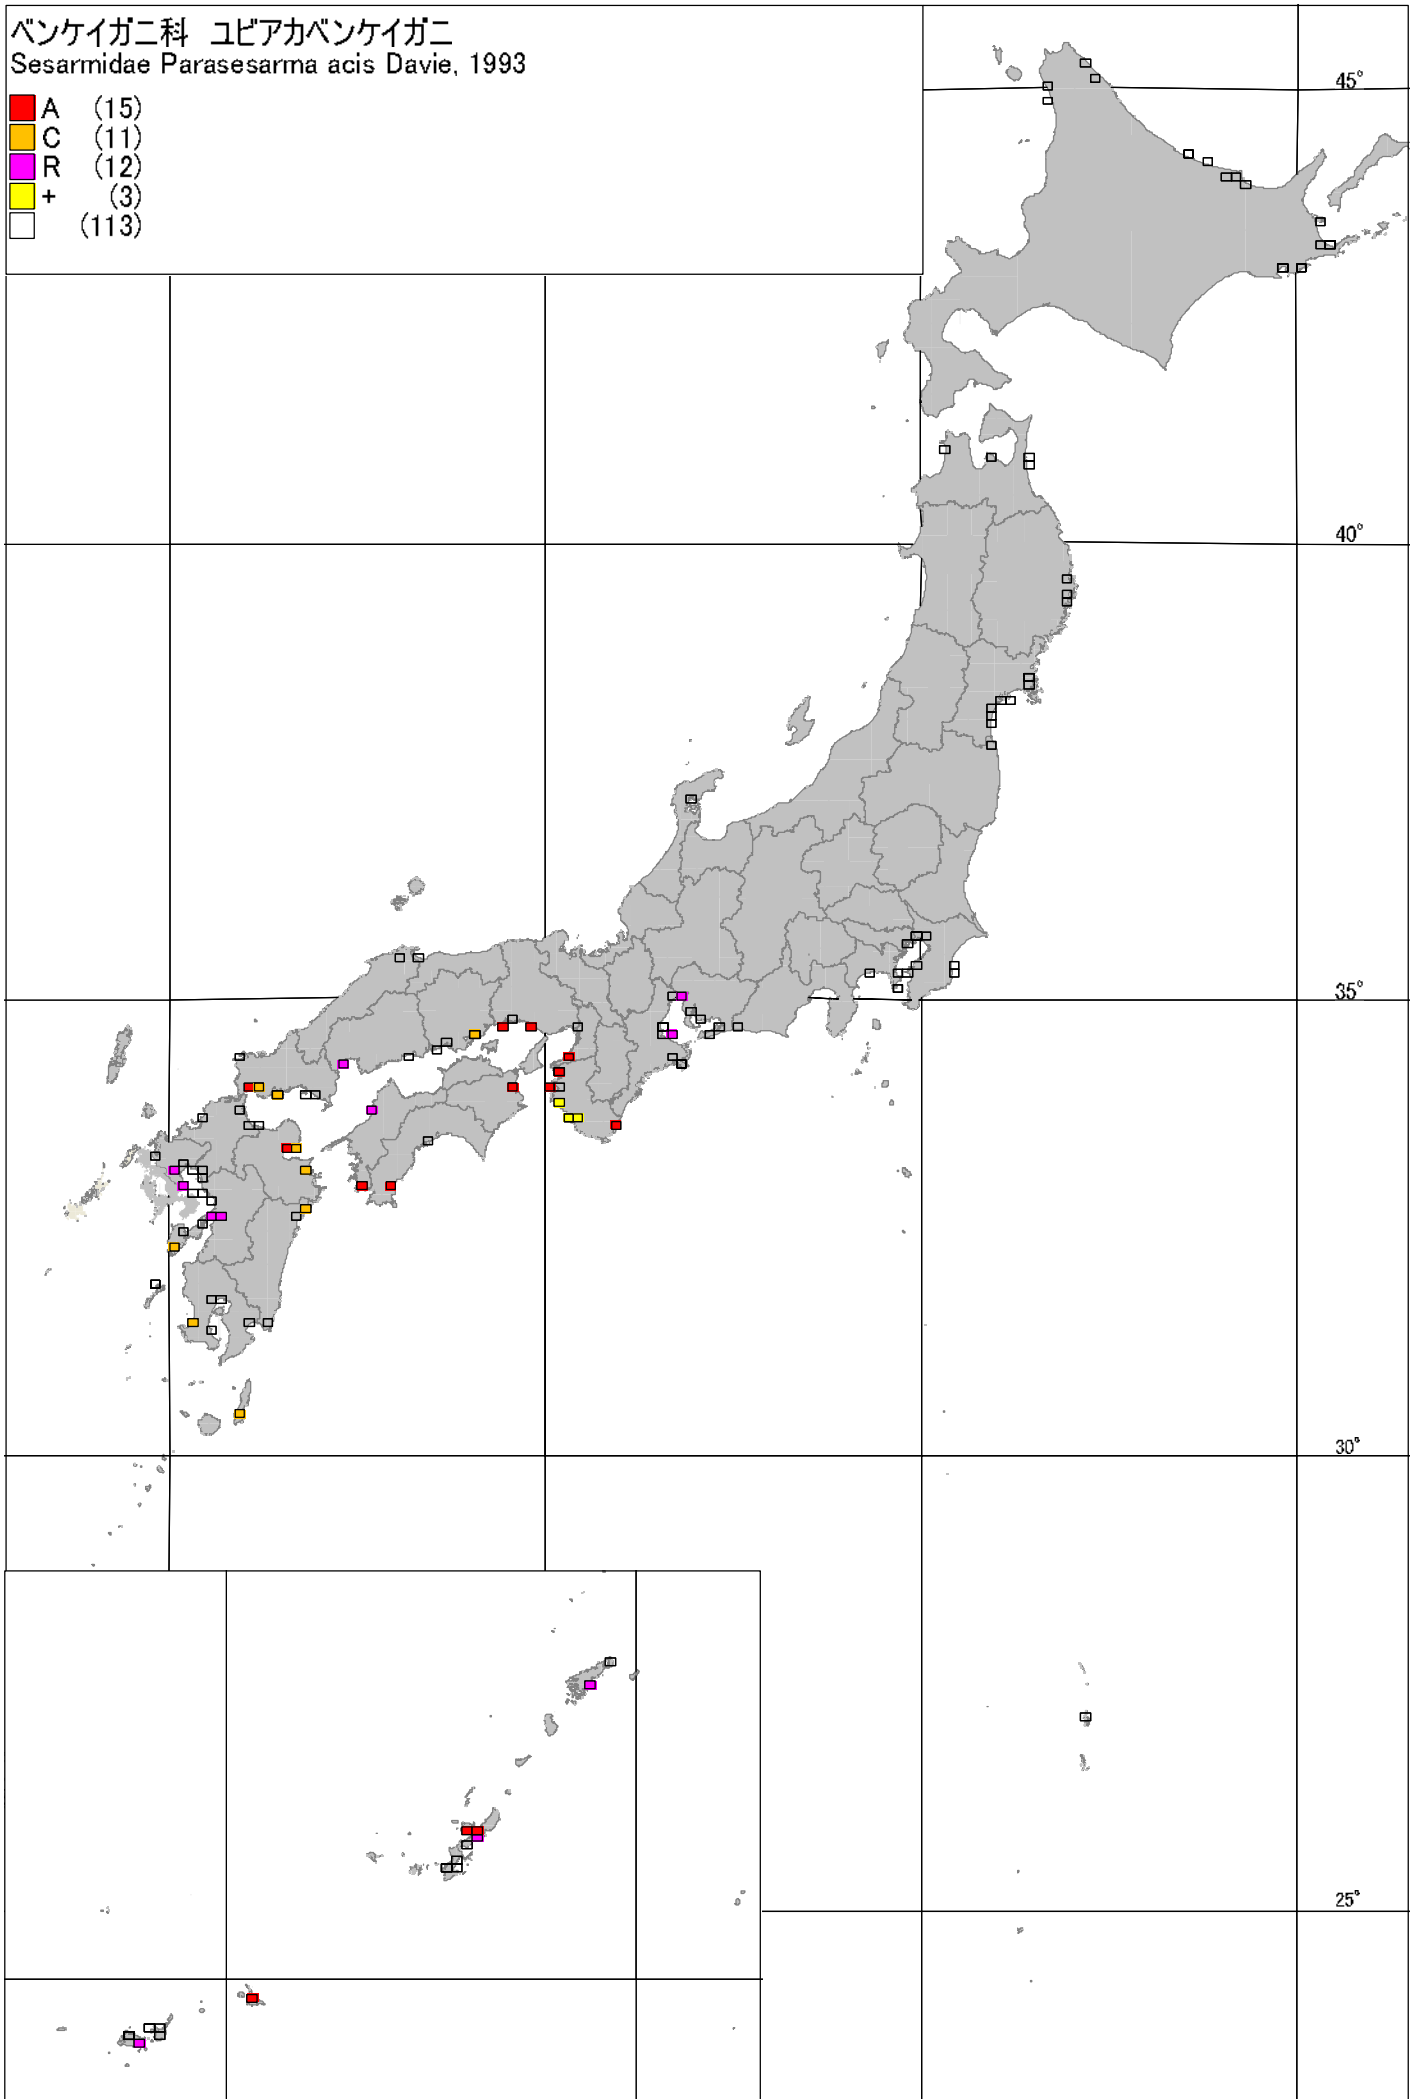 ベンケイガニ科 ユビアカベンケイガニ
Sesarmidae Parasesarma acis Davie, 1993
A (15)
C (11)
R (12)
+ (3)
(113)
45°
40°
35°
30°
25°